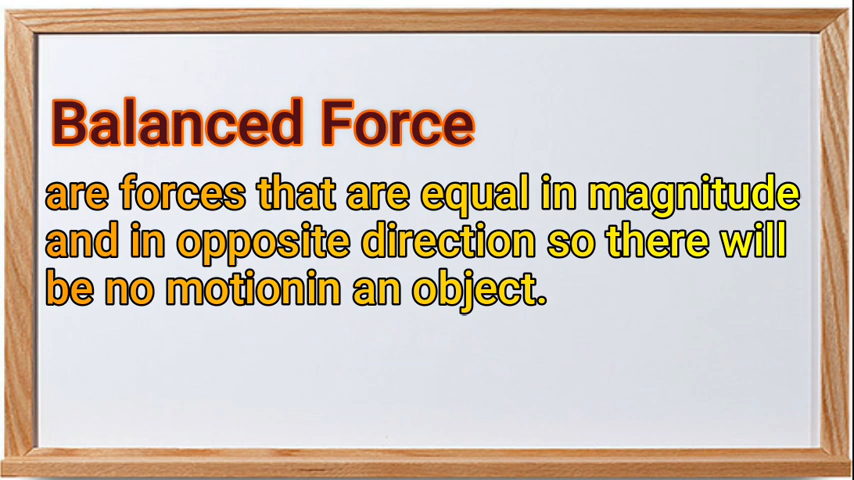 Balanced Force
are forces that are equal in magnitude
and in opposite direction so there will
be no motionin an object.